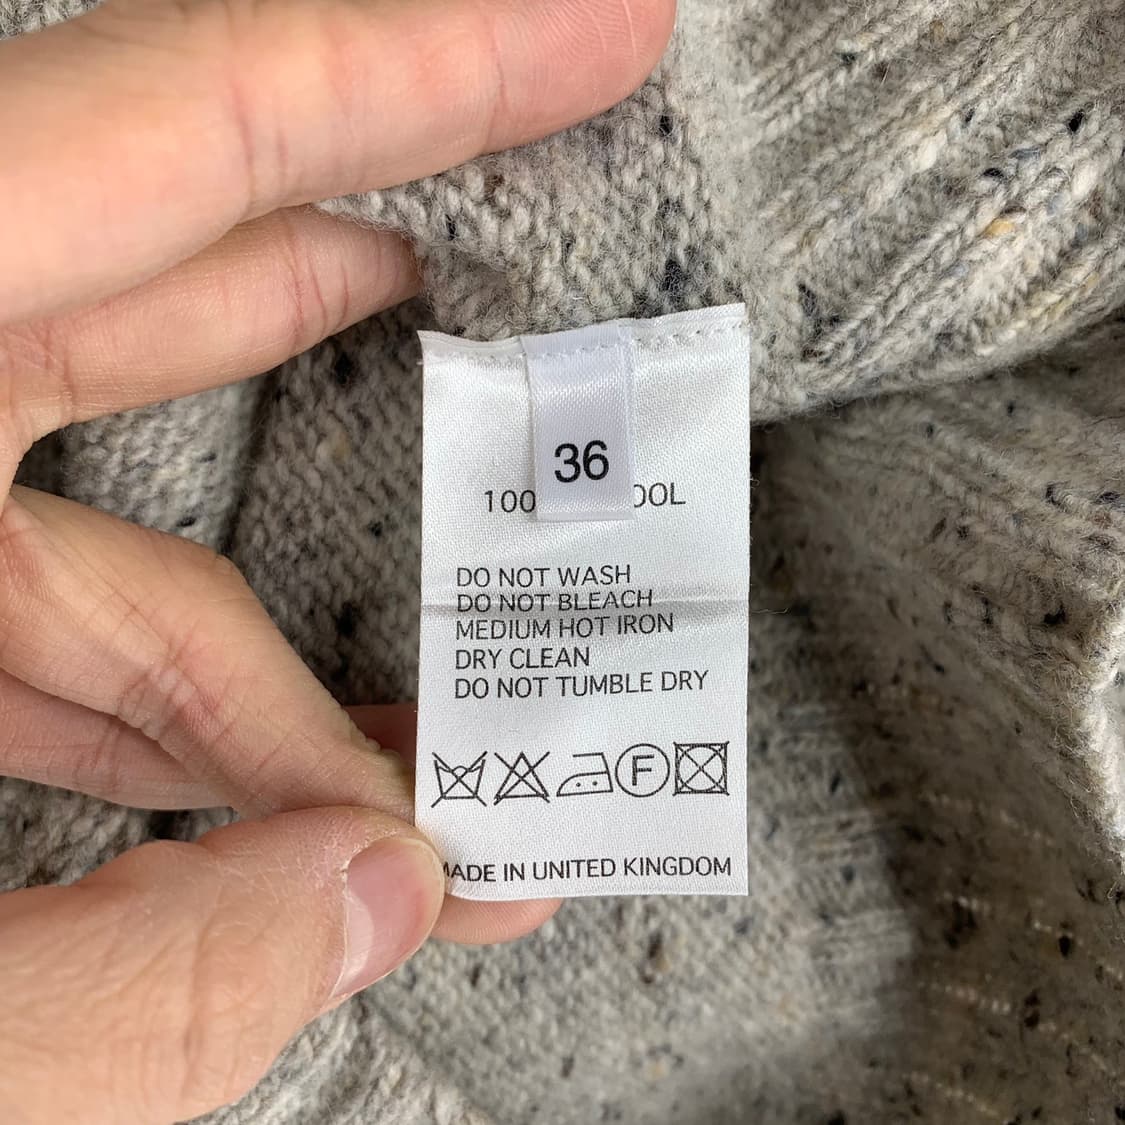 36
100 OOL
DO NOT WASH
DO NOT BLEACH
MEDIUM HOT IRON
DRY CLEAN
DO NOT TUMBLE DRY
F
MADE IN UNITED KINGDOM